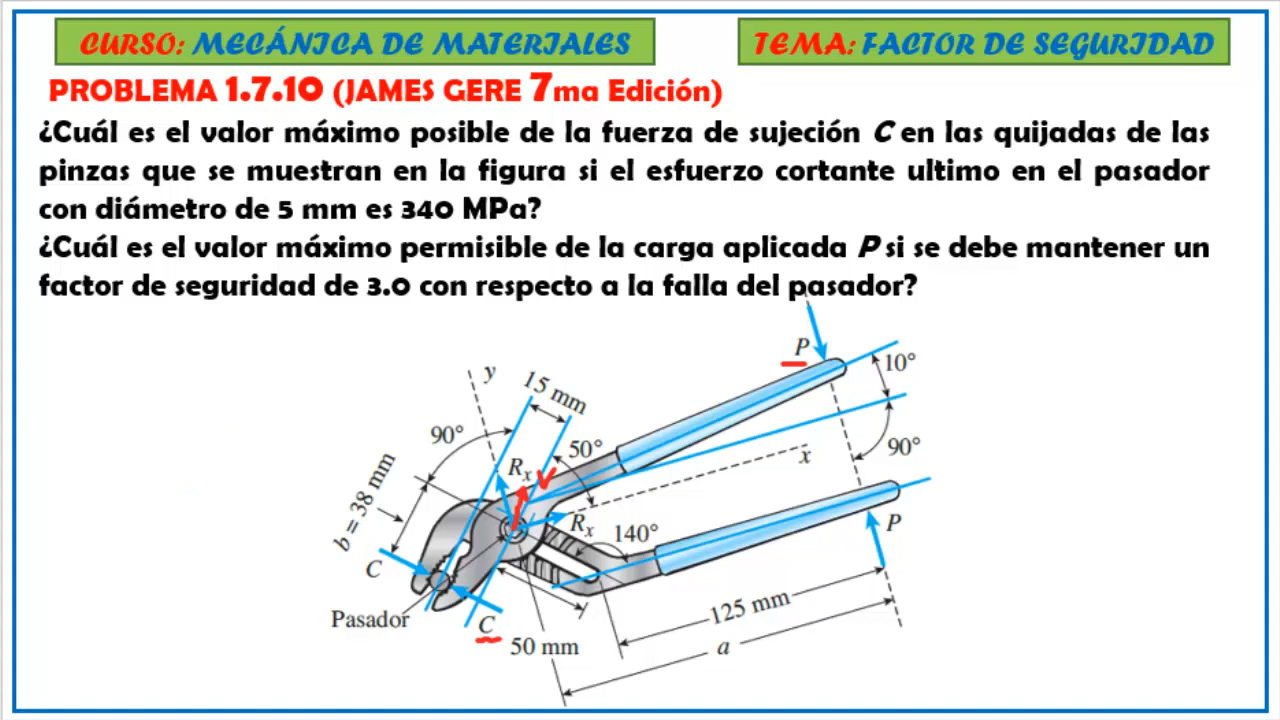 CURSO: MECÁNICA DE MATERIALES
TEMA: FACTOR DE SEGURIDAD
PROBLEMA 1.7.10 (JAMES GERE 7ma Edición)
¿Cuál es el valor máximo posible de la fuerza de sujeción C en las quijadas de las
pinzas que se muestran en la figura si el esfuerzo cortante ultimo en el pasador
con diámetro de 5 mm es 340 MPa?
¿Cuál es el valor máximo permisible de la carga aplicada P si se debe mantener un
factor de seguridad de 3.0 con respecto a la falla del pasador?
P
10°
y
15 mm
90°
50°
90°
x
Rx
b = 38 mm
Rx
140°
P
C
Pasador
C
125 mm
50 mm
a